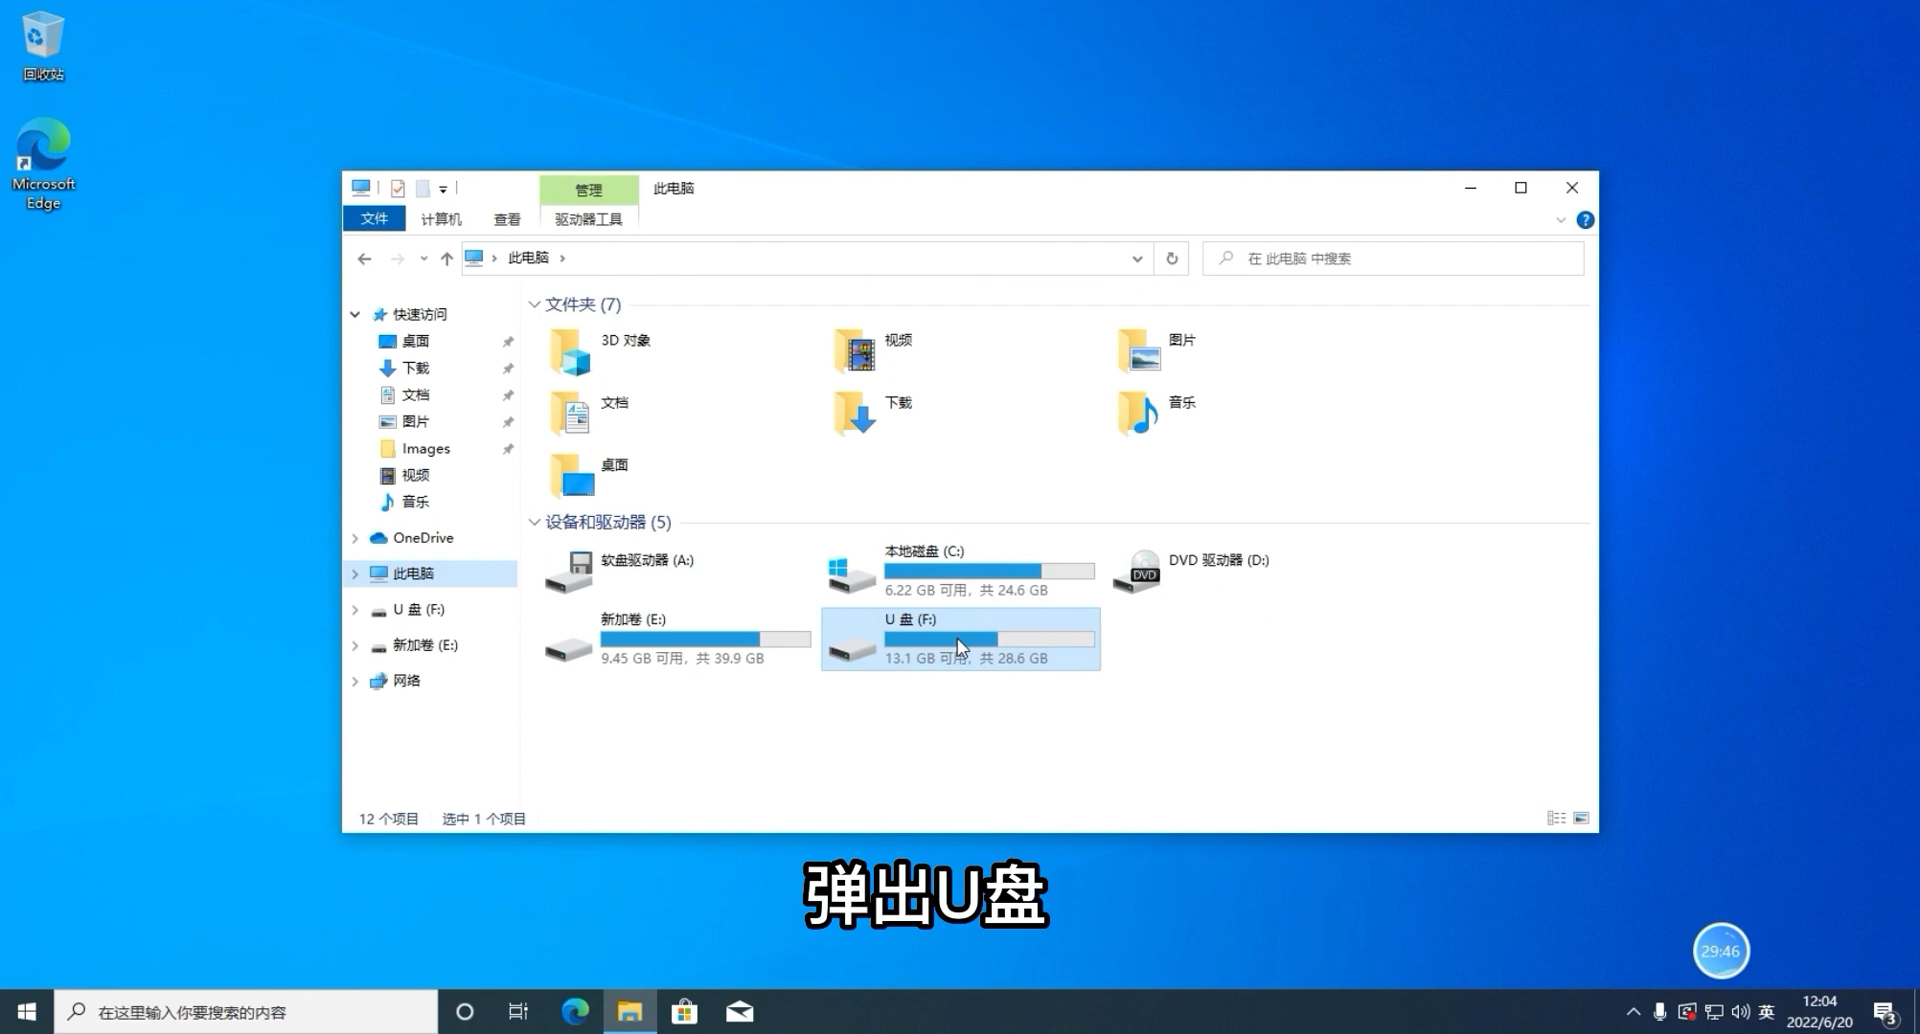 回收站
Microsoft
Edge
管理
此电脑
文件
计算机
查看
驱动器工具
此电脑
在 此电脑 中搜索
快速访问
桌面
下载
文档
图片
Images
视频
音乐
OneDrive
此电脑
U 盘 (F:)
新加卷 (E:)
网络
文件夹 (7)
3D 对象
视频
图片
文档
下载
音乐
桌面
设备和驱动器 (5)
软盘驱动器 (A:)
本地磁盘 (C:)
6.22 GB 可用，共 24.6 GB
DVD 驱动器 (D:)
DVD
新加卷 (E:)
9.45 GB 可用，共 39.9 GB
U 盘 (F:)
13.1 GB 可用，共 28.6 GB
12 个项目
选中 1 个项目
弹出U盘
29:46
在这里输入你要搜索的内容
英
12:04
2022/6/20
3